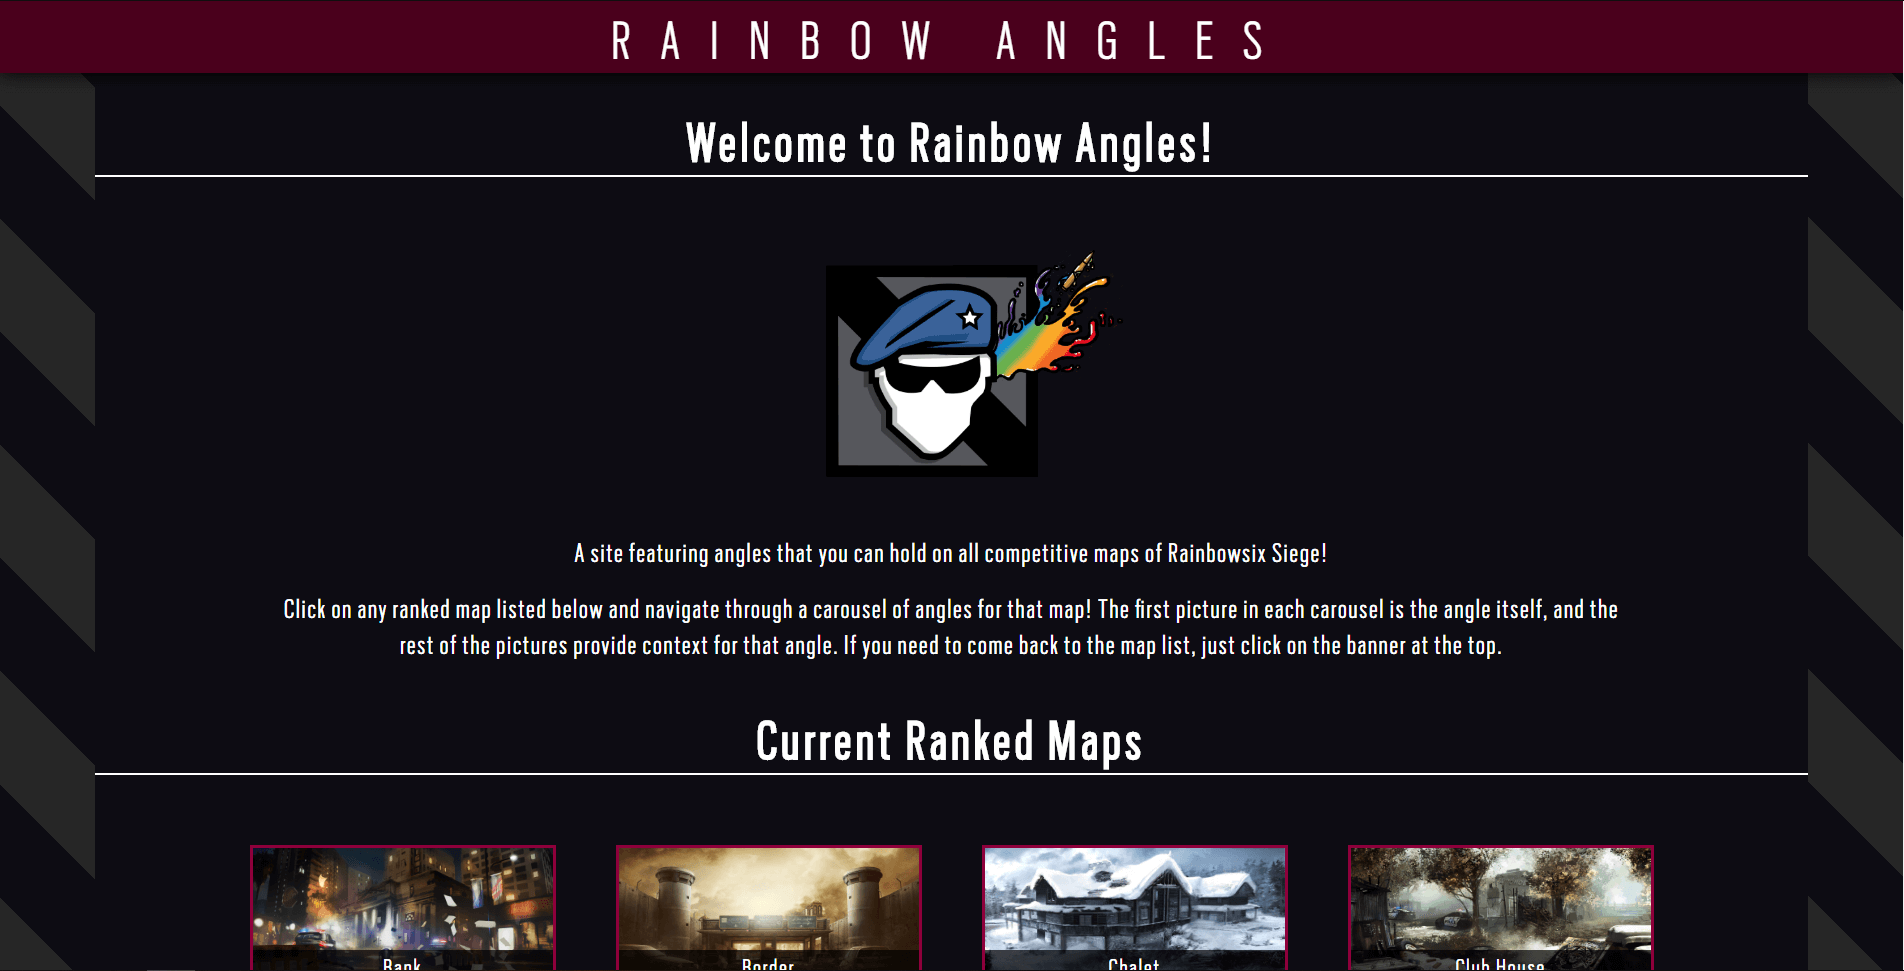 RAINBOW ANGLES
Welcome to Rainbow Angles!
A site featuring angles that you can hold on all competitive maps of Rainbowsix Siege!
Click on any ranked map listed below and navigate through a carousel of angles for that map! The first picture in each carousel is the angle itself, and the
rest of the pictures provide context for that angle. If you need to come back to the map list, just click on the banner at the top.
Current Ranked Maps
Bank
Border
Chalet
Club House